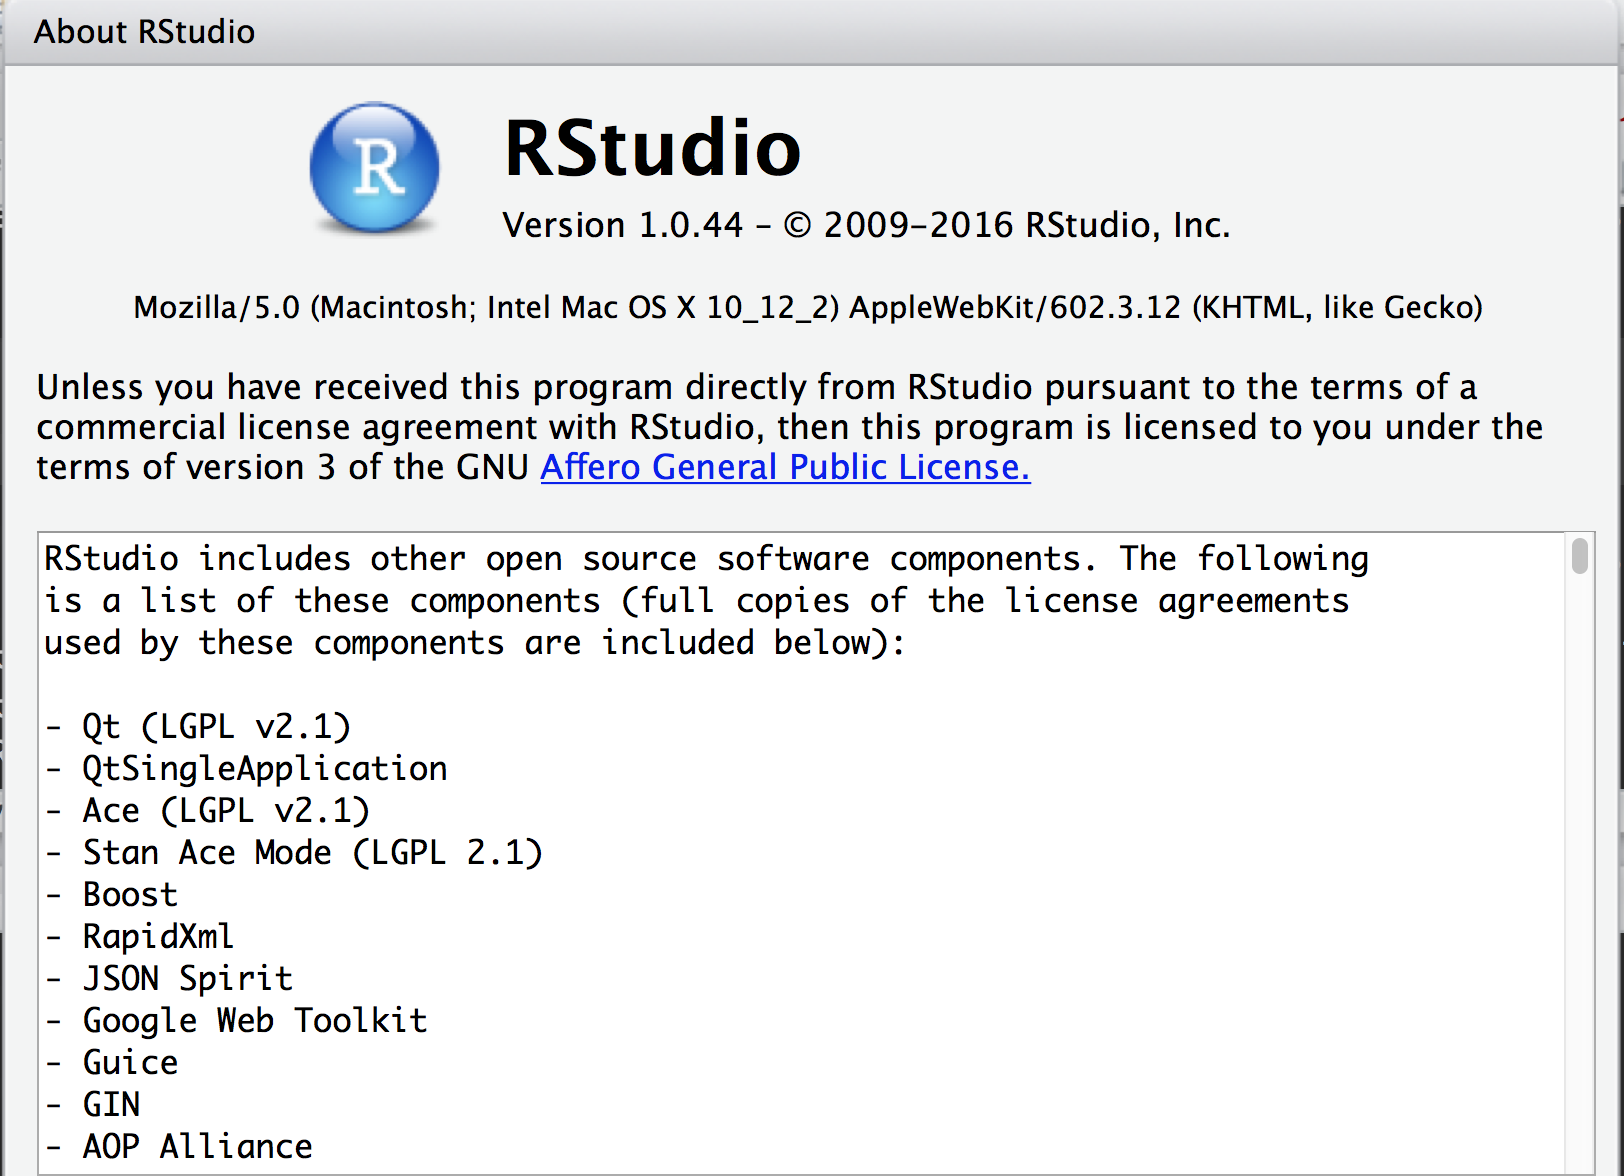 About RStudio
R
RStudio
Version 1.0.44 – © 2009–2016 RStudio, Inc.
Mozilla/5.0 (Macintosh; Intel Mac OS X 10_12_2) AppleWebKit/602.3.12 (KHTML, like Gecko)
Unless you have received this program directly from RStudio pursuant to the terms of a
commercial license agreement with RStudio, then this program is licensed to you under the
terms of version 3 of the GNU Affero General Public License.
RStudio includes other open source software components. The following
is a list of these components (full copies of the license agreements
used by these components are included below):
- Qt (LGPL v2.1)
- QtSingleApplication
- Ace (LGPL v2.1)
- Stan Ace Mode (LGPL 2.1)
- Boost
- RapidXml
- JSON Spirit
- Google Web Toolkit
- Guice
- GIN
- AOP Alliance